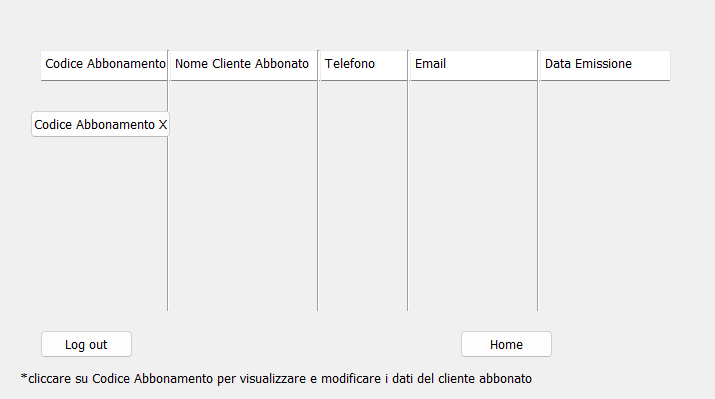 Codice Abbonamento Nome Cliente Abbonato Telefono Email Data Emissione
Codice Abbonamento X
Log out Home
*cliccare su Codice Abbonamento per visualizzare e modificare i dati del cliente abbonato